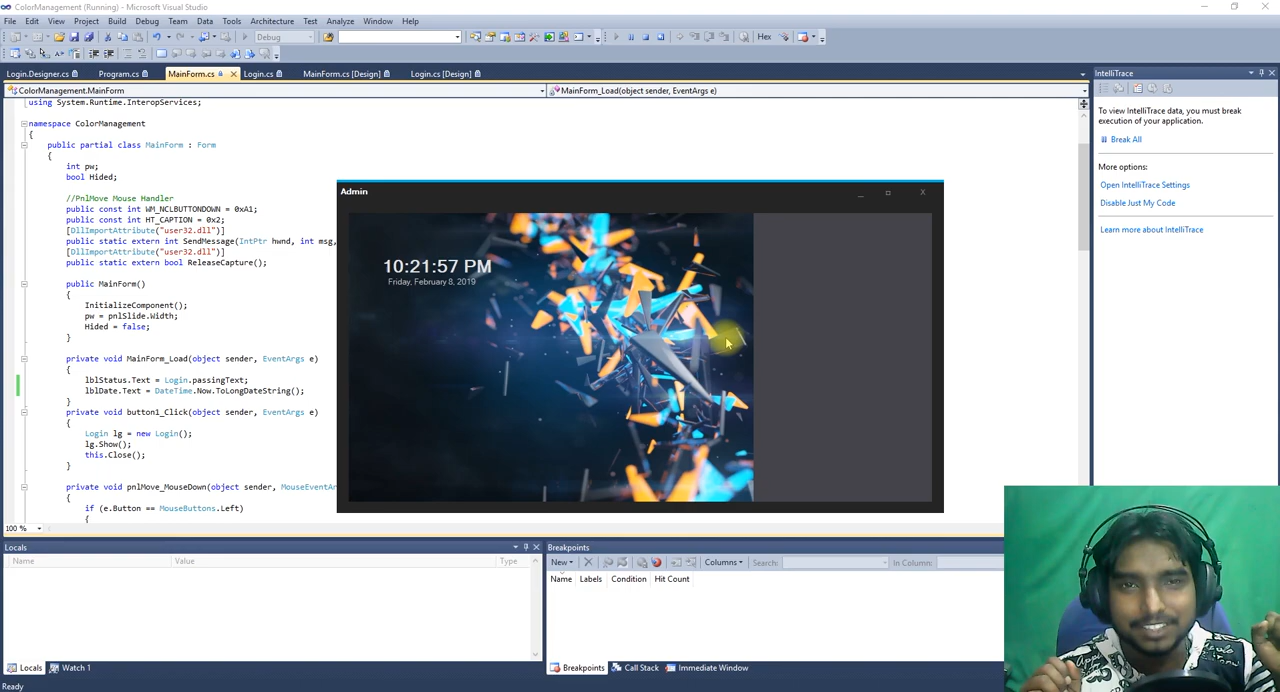 ColorManagement (Running) - Microsoft Visual Studio
File Edit View Project Build Debug Team Data Tools Architecture Test Analyze Window Help
Debug Hex
Login.Designer.cs Program.cs MainForm.cs Login.cs MainForm.cs [Design] Login.cs [Design]
ColorManagement.MainForm MainForm_Load(object sender, EventArgs e)
using System.Runtime.InteropServices;
namespace ColorManagement
{
public partial class MainForm : Form
{
int pw;
bool Hided;
//PnlMove Mouse Handler
public const int WM_NCLBUTTONDOWN = 0xA1;
public const int HT_CAPTION = 0x2;
[DllImportAttribute("user32.dll")]
public static extern int SendMessage(IntPtr hwnd, int msg,
[DllImportAttribute("user32.dll")]
public static extern bool ReleaseCapture();
public MainForm()
{
InitializeComponent();
pw = pnlSlide.Width;
Hided = false;
}
private void MainForm_Load(object sender, EventArgs e)
{
lblStatus.Text = Login.passingText;
lblDate.Text = DateTime.Now.ToLongDateString();
}
private void button1_Click(object sender, EventArgs e)
{
Login lg = new Login();
lg.Show();
this.Close();
}
private void pnlMove_MouseDown(object sender, MouseEventAr
{
if (e.Button == MouseButtons.Left)
{
100 %
Admin
X
10:21:57 PM
Friday, February 8, 2019
IntelliTrace
To view IntelliTrace data, you must break
execution of your application.
Break All
More options:
Open IntelliTrace Settings
Disable Just My Code
Learn more about IntelliTrace
Locals
Name Value Type
Locals Watch 1
Breakpoints
New Columns Search: In Column:
Name Labels Condition Hit Count
Breakpoints Call Stack Immediate Window
Ready